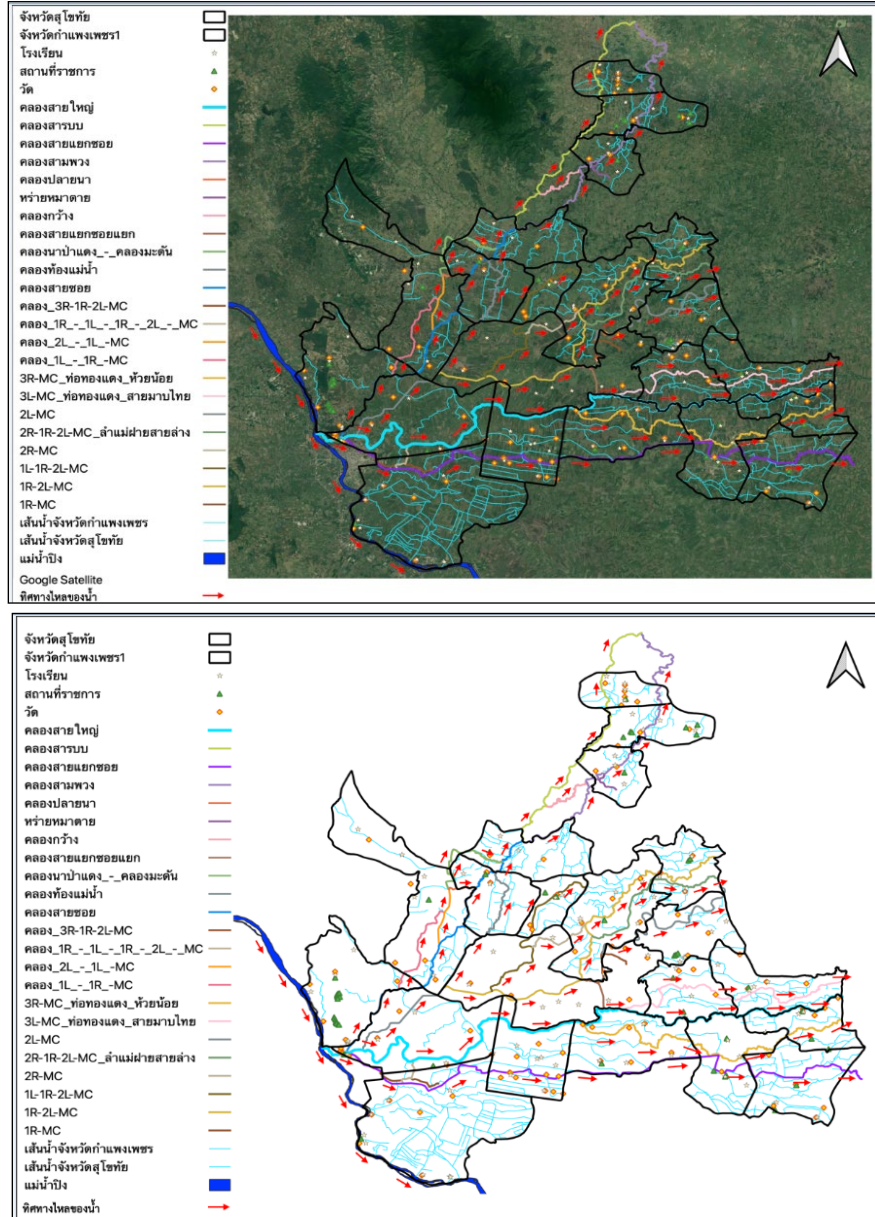 จังหวัดสุโขทัย
จังหวัดกำแพงเพชร1
โรงเรียน
สถานที่ราชการ
วัด
คลองสายใหญ่
คลองสารบบ
คลองสายแยกซอย
คลองสามพวง
คลองปลายนา
หร่ายหมาตาย
คลองกว้าง
คลองสายแยกซอยแยก
คลองนาป่าแดง_-_คลองมะดัน
คลองท้องแม่น้ำ
คลองสายซอย
คลอง_3R-1R-2L-MC
คลอง_1R_-_1L_-_1R_-_2L_-_MC
คลอง_2L_-_1L_-MC
คลอง_1L_-_1R_-MC
3R-MC_ท่อทองแดง_ห้วยน้อย
3L-MC_ท่อทองแดง_สายมาบไทย
2L-MC
2R-1R-2L-MC_ลำแม่ฝายสายล่าง
2R-MC
1L-1R-2L-MC
1R-2L-MC
1R-MC
เส้นน้ำจังหวัดกำแพงเพชร
เส้นน้ำจังหวัดสุโขทัย
แม่น้ำปิง
Google Satellite
ทิศทางไหลของน้ำ
จังหวัดสุโขทัย
จังหวัดกำแพงเพชร1
โรงเรียน
สถานที่ราชการ
วัด
คลองสายใหญ่
คลองสารบบ
คลองสายแยกซอย
คลองสามพวง
คลองปลายนา
หร่ายหมาตาย
คลองกว้าง
คลองสายแยกซอยแยก
คลองนาป่าแดง_-_คลองมะดัน
คลองท้องแม่น้ำ
คลองสายซอย
คลอง_3R-1R-2L-MC
คลอง_1R_-_1L_-_1R_-_2L_-_MC
คลอง_2L_-_1L_-MC
คลอง_1L_-_1R_-MC
3R-MC_ท่อทองแดง_ห้วยน้อย
3L-MC_ท่อทองแดง_สายมาบไทย
2L-MC
2R-1R-2L-MC_ลำแม่ฝายสายล่าง
2R-MC
1L-1R-2L-MC
1R-2L-MC
1R-MC
เส้นน้ำจังหวัดกำแพงเพชร
เส้นน้ำจังหวัดสุโขทัย
แม่น้ำปิง
ทิศทางไหลของน้ำ